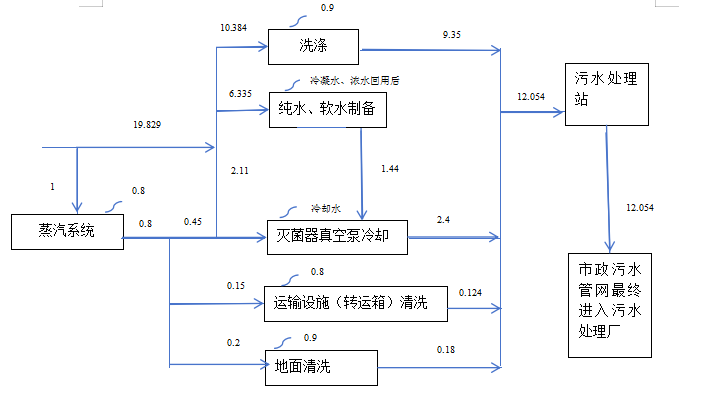 0.9
10.384
洗涤
9.35
冷凝水、浓水回用后
6.335
纯水、软水制备
污水处理
站
12.054
19.829
1
0.8
2.11
1.44
冷却水
蒸汽系统
0.8
0.45
灭菌器真空泵冷却
2.4
12.054
0.8
0.15
运输设施（转运箱）清洗
0.124
市政污水
管网最终
进入污水
处理厂
0.2
0.9
地面清洗
0.18